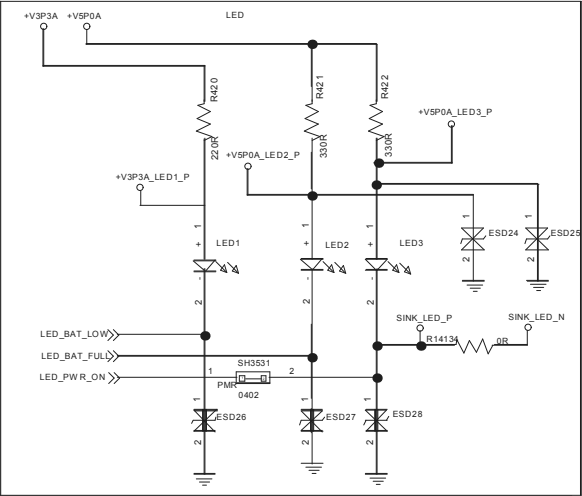 +V3P3A +V5P0A LED
R420 R421 R422
220R 330R 330R
+V5P0A_LED3_P
+V5P0A_LED2_P
+V3P3A_LED1_P
1 1 1 1 1
ESD24 ESD25
2 2
+ LED1 + LED2 + LED3
- - -
2 2 2
SINK_LED_P SINK_LED_N
LED_BAT_LOW
R14134 0R
LED_BAT_FULL
SH3531
LED_PWR_ON 1 2
PMR
0402
1 1 1
ESD26 ESD27 ESD28
2 2 2